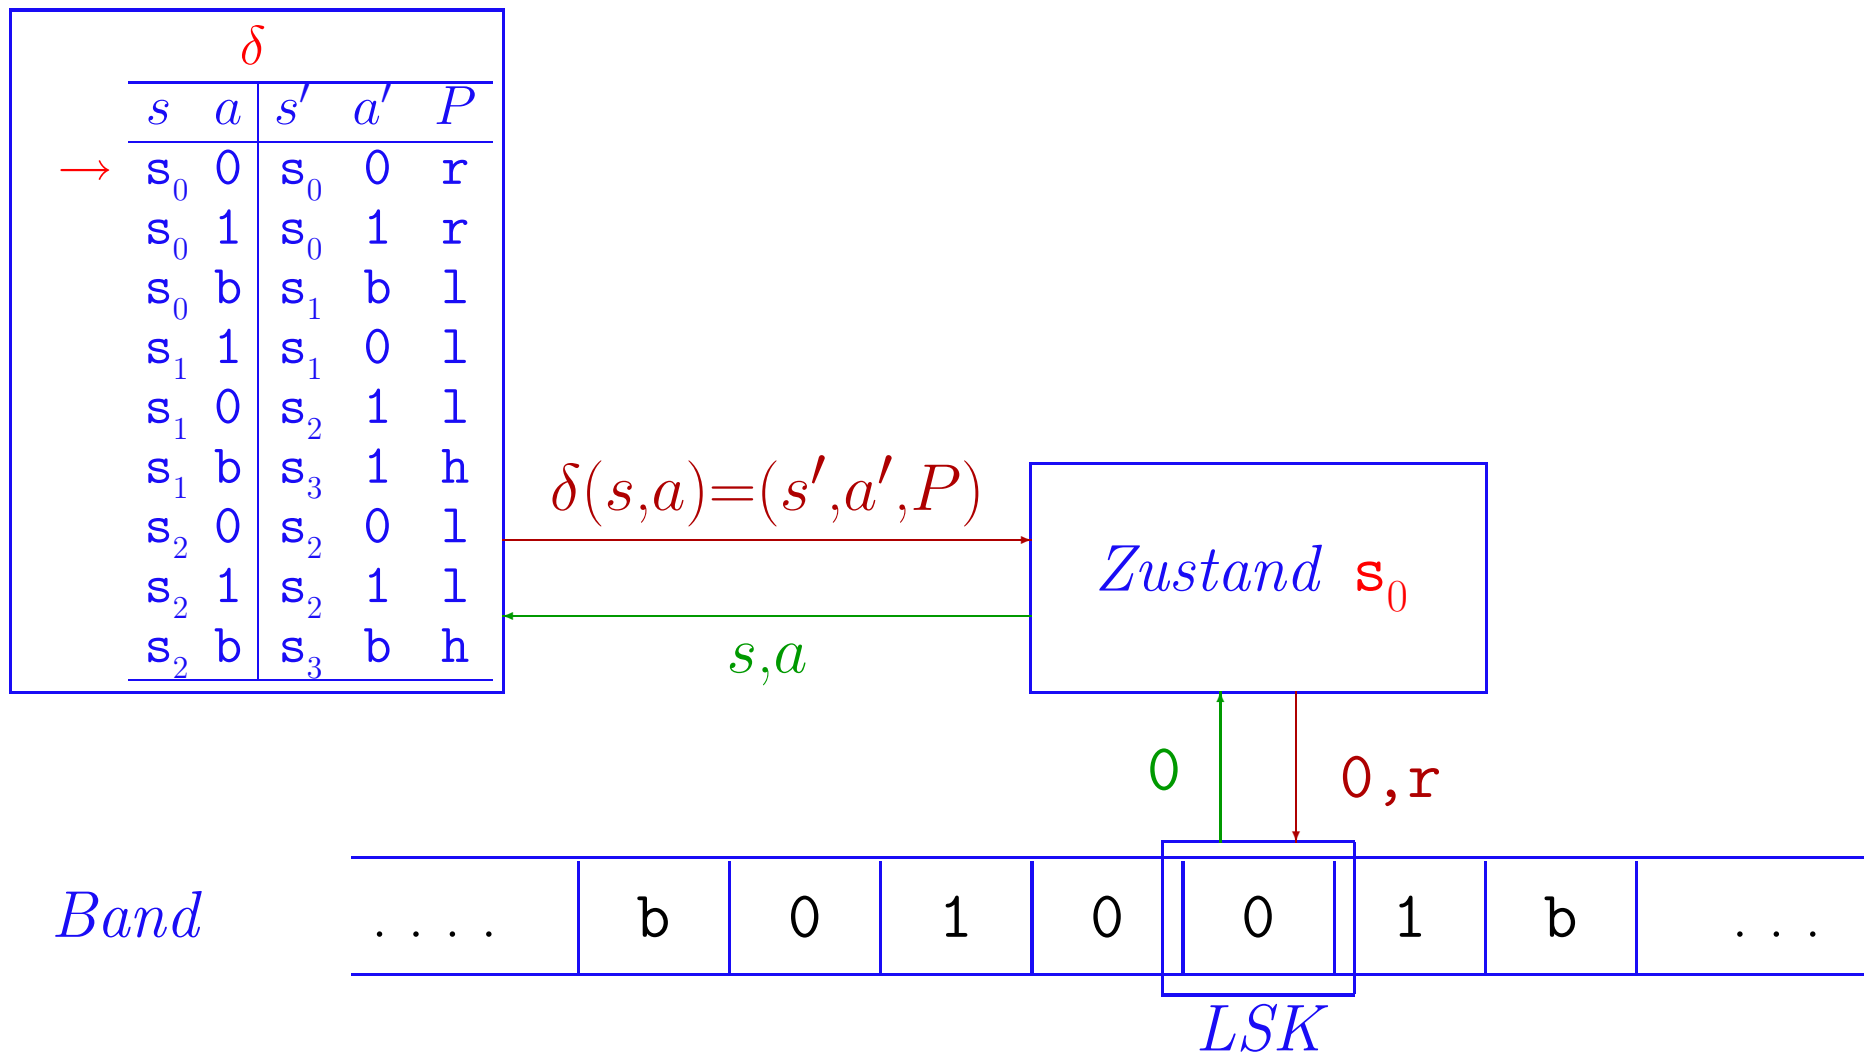 δ
s a s′ a′ P
→ s₀ 0 s₀ 0 r
s₀ 1 s₀ 1 r
s₀ b s₁ b l
s₁ 1 s₁ 0 l
s₁ 0 s₂ 1 l
s₁ b s₃ 1 h
s₂ 0 s₂ 0 l
s₂ 1 s₂ 1 l
s₂ b s₃ b h
δ(s,a)=(s′,a′,P)
s,a
Zustand s₀
0
0,r
Band . . . . b 0 1 0 0 1 b . . .
LSK